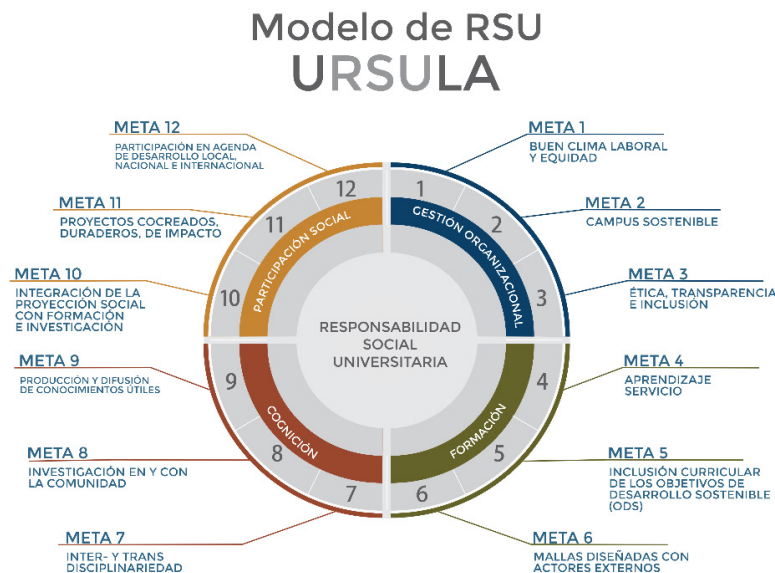 Modelo de RSU
URSULA
META 12
PARTICIPACIÓN EN AGENDA
DE DESARROLLO LOCAL,
NACIONAL E INTERNACIONAL
META 11
PROYECTOS COCREADOS,
DURADEROS, DE IMPACTO
META 10
INTEGRACIÓN DE LA
PROYECCIÓN SOCIAL
CON FORMACIÓN
E INVESTIGACIÓN
META 9
PRODUCCIÓN Y DIFUSIÓN
DE CONOCIMIENTOS ÚTILES
META 8
INVESTIGACIÓN EN Y CON
LA COMUNIDAD
META 7
INTER- Y TRANS
DISCIPLINARIEDAD
12
1
11
2
10
3
9
4
8
5
7
6
PARTICIPACIÓN SOCIAL
GESTIÓN ORGANIZACIONAL
COGNICIÓN
FORMACIÓN
RESPONSABILIDAD
SOCIAL
UNIVERSITARIA
META 1
BUEN CLIMA LABORAL
Y EQUIDAD
META 2
CAMPUS SOSTENIBLE
META 3
ÉTICA, TRANSPARENCIA
E INCLUSIÓN
META 4
APRENDIZAJE
SERVICIO
META 5
INCLUSIÓN CURRICULAR
DE LOS OBJETIVOS DE
DESARROLLO SOSTENIBLE
(ODS)
META 6
MALLAS DISEÑADAS CON
ACTORES EXTERNOS